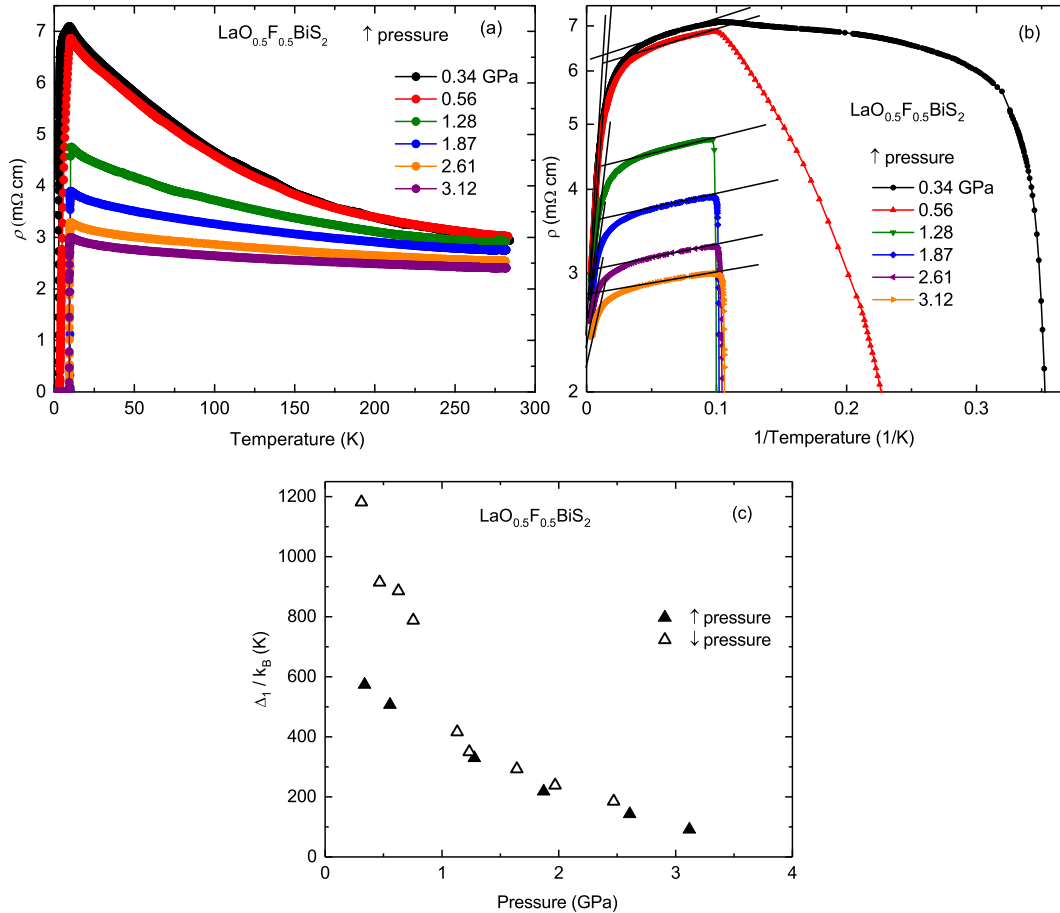 LaO0.5F0.5BiS2 ↑ pressure (a)
0.34 GPa
0.56
1.28
1.87
2.61
3.12
7
6
5
4
3
2
1
0
ρ (mΩ cm)
0 50 100 150 200 250 300
Temperature (K)
(b)
LaO0.5F0.5BiS2
↑ pressure
0.34 GPa
0.56
1.28
1.87
2.61
3.12
7
6
5
4
3
2
ρ (mΩ cm)
0 0.1 0.2 0.3
1/Temperature (1/K)
LaO0.5F0.5BiS2 (c)
↑ pressure
↓ pressure
1200
1000
800
600
400
200
0
Δ1 / kB (K)
0 1 2 3 4
Pressure (GPa)